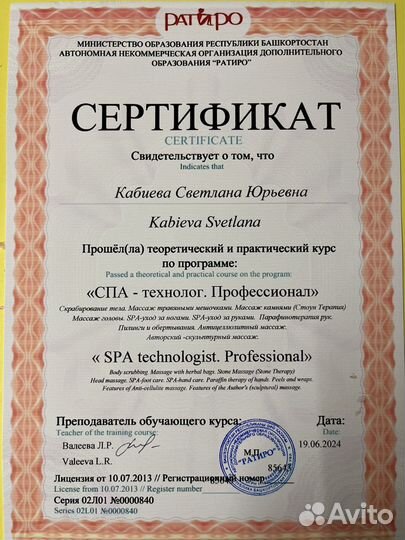 РАТИРО
МИНИСТЕРСТВО ОБРАЗОВАНИЯ РЕСПУБЛИКИ БАШКОРТОСТАН
АВТОНОМНАЯ НЕКОММЕРЧЕСКАЯ ОРГАНИЗАЦИЯ ДОПОЛНИТЕЛЬНОГО
ОБРАЗОВАНИЯ "РАТИРО"
СЕРТИФИКАТ
CERTIFICATE
Свидетельствует о том, что
Indicates that
Кабиева Светлана Юрьевна
Kabieva Svetlana
Прошёл(ла) теоретический и практический курс
по программе:
Passed a theoretical and practical course on the program:
«СПА - технолог. Профессионал»
Скрабирование тела. Массаж травяными мешочками. Массаж камнями (Стоун Терапия)
Массаж головы. SPA-уход за ногами. SPA-уход за руками. Парафинотерапия рук.
Пилинги и обертывания. Антицеллюлитный массаж.
Авторский -скульптурный массаж.
« SPA technologist. Professional»
Body scrubbing. Massage with herbal bags. Stone Massage (Stone Therapy)
Head massage. SPA-foot care. SPA-hand care. Paraffin therapy of hands. Peels and wraps.
Features of Anti-cellulite massage. Features of the Author's (sculptural) massage.
Преподаватель обучающего курса:
Дата:
Teacher of the training course:
Date:
Валеева Л.Р.
19.06.2024
Valeeva L.R.
М.П.
"РАТИРО"
Лицензия от 10.07.2013 // Регистрационный номер
85643
License from 10.07.2013 // Register number
Серия 02Л01 №0000840
Series 02L01 №0000840
Avito